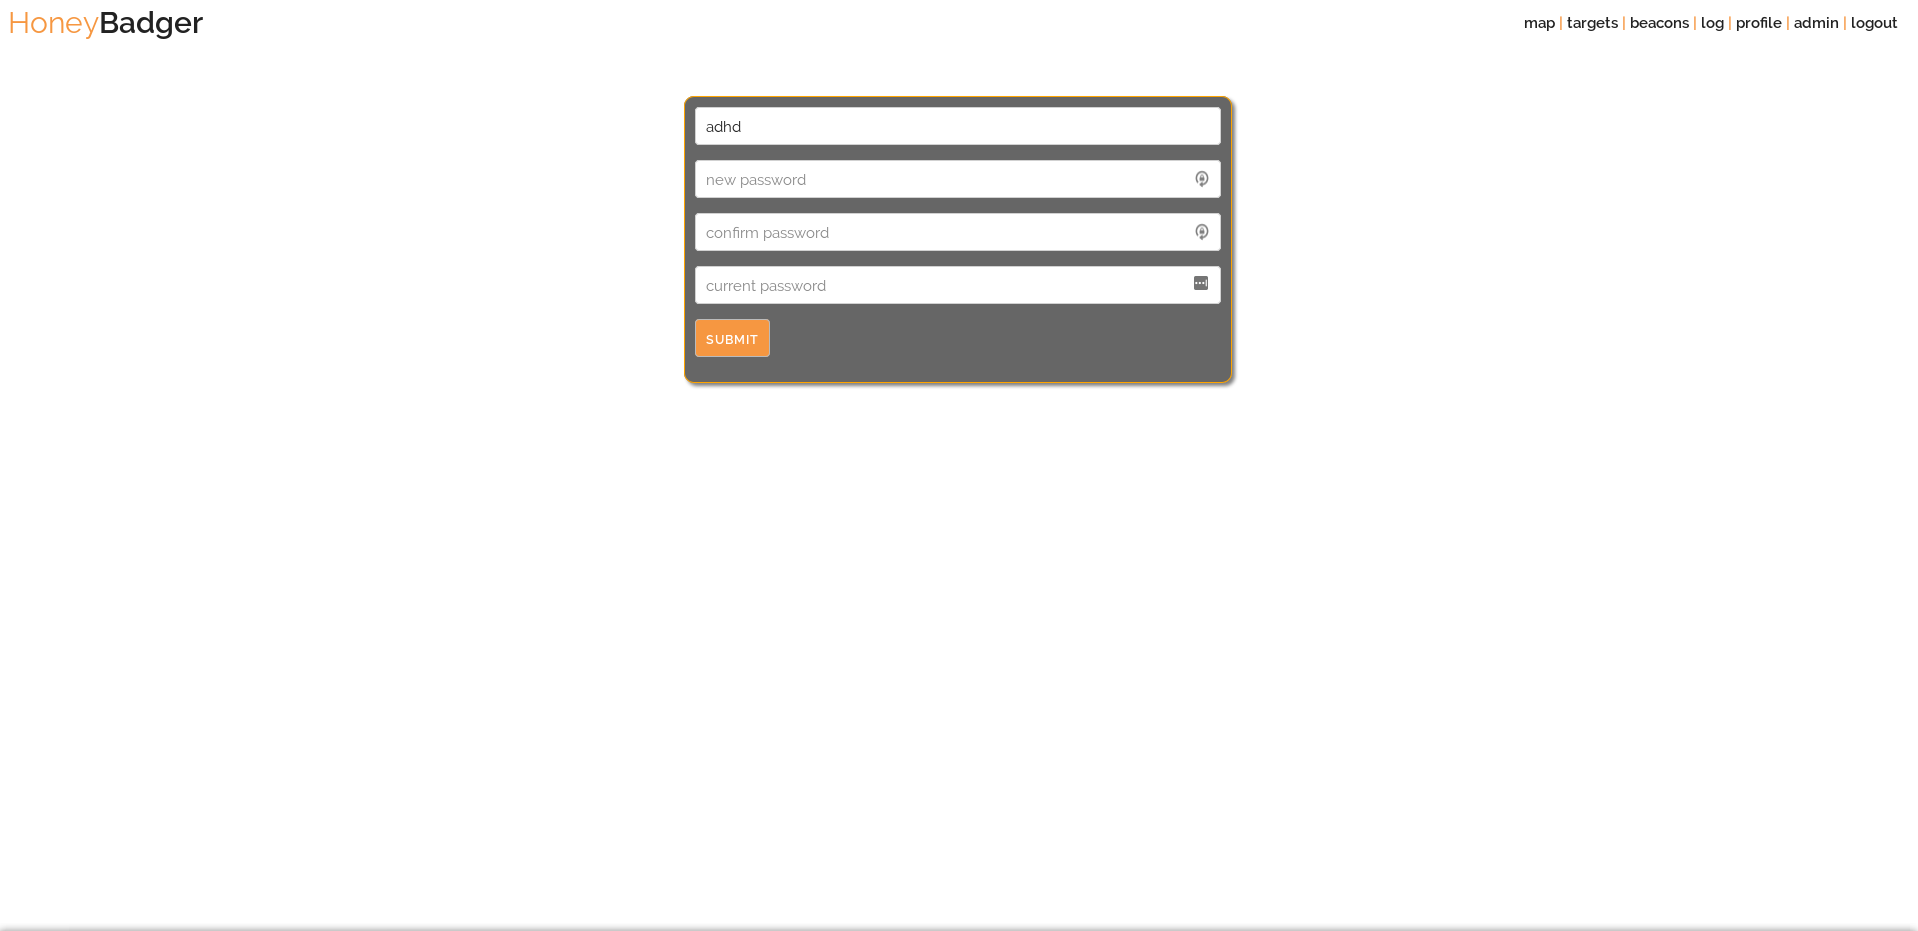 HoneyBadger
map | targets | beacons | log | profile | admin | logout
adhd
new password
confirm password
current password
SUBMIT